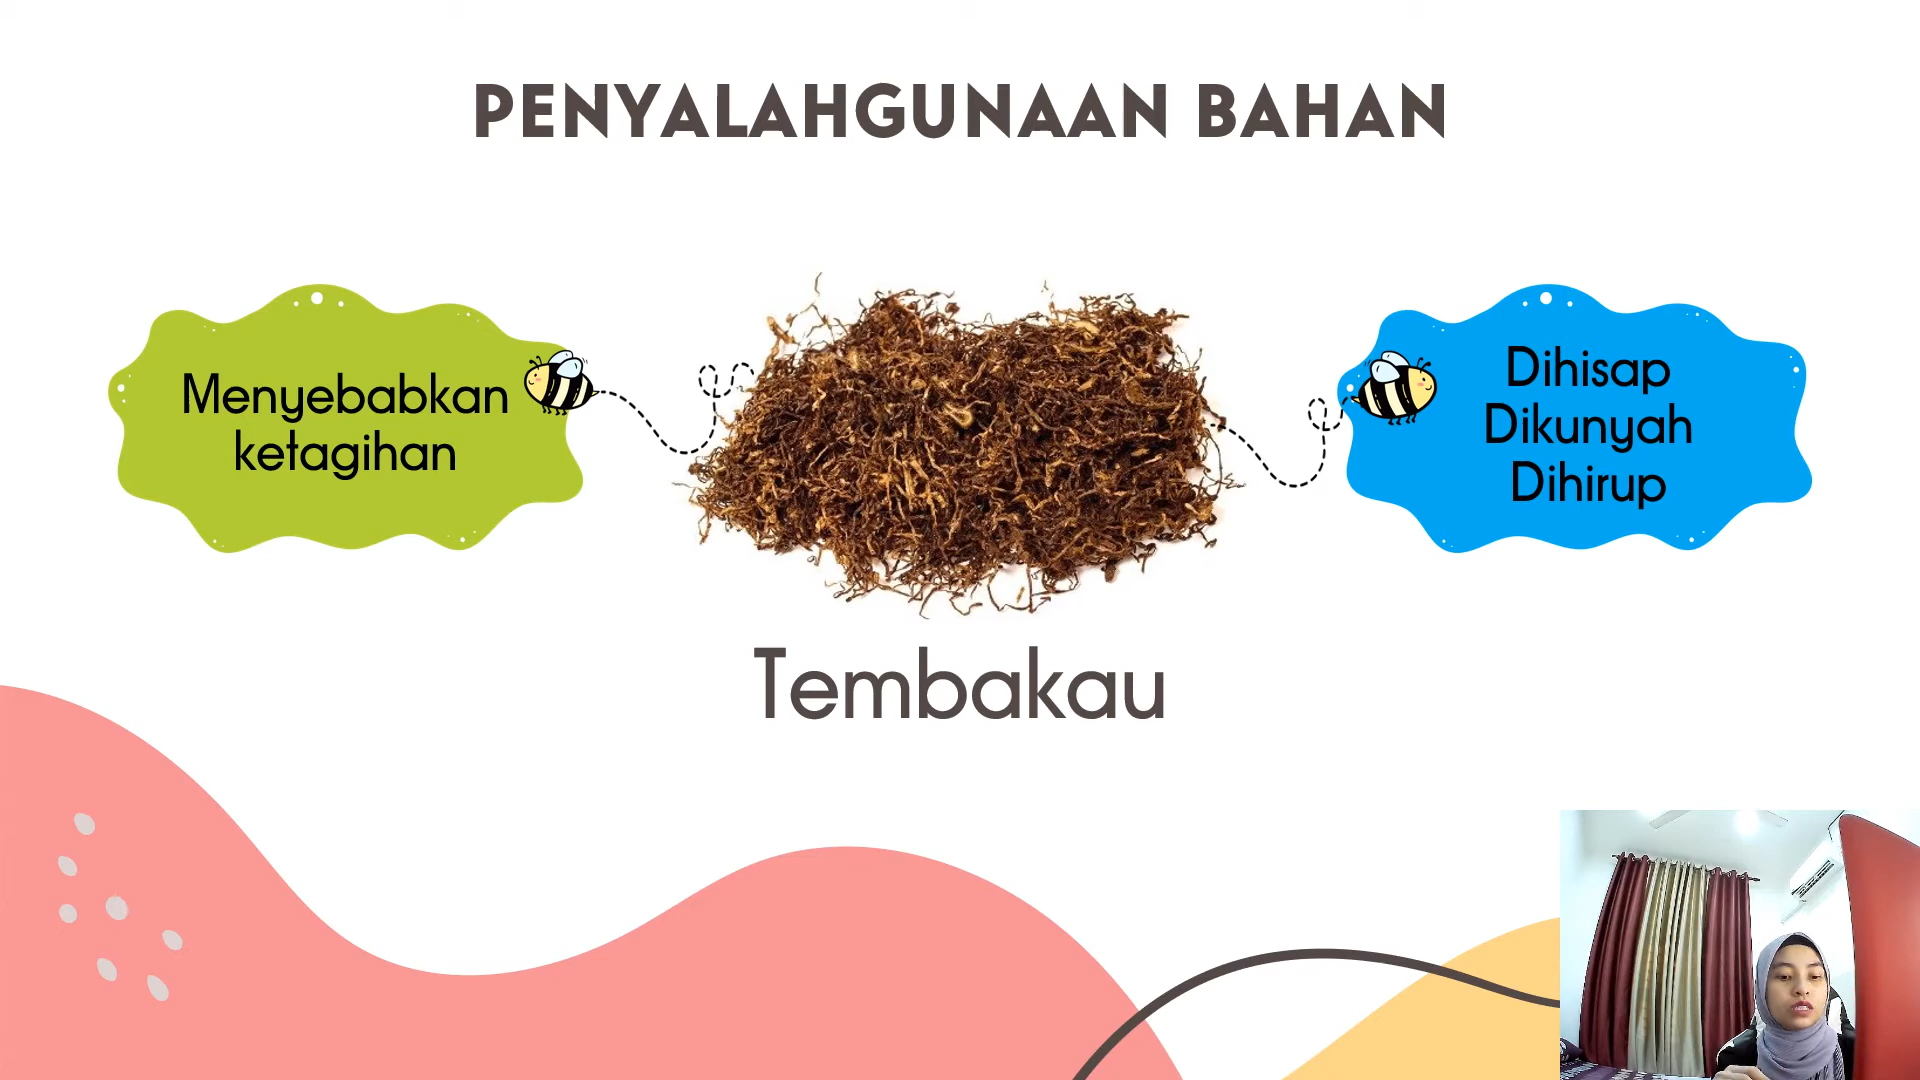 PENYALAHGUNAAN BAHAN
Menyebabkan
ketagihan
Dihisap
Dikunyah
Dihirup
Tembakau